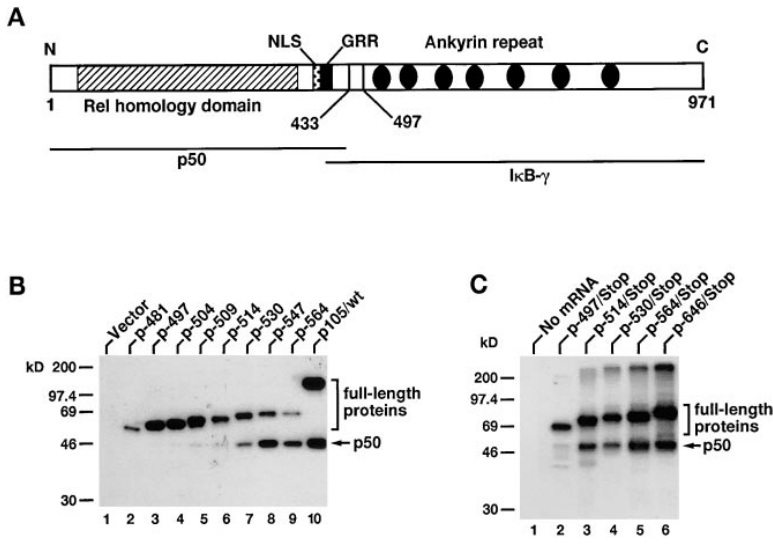 A
N NLS GRR Ankyrin repeat C
1 Rel homology domain 433 497 971
p50
IκB-γ
B
Vector
p-481
p-497
p-504
p-509
p-514
p-530
p-547
p-564
p105/wt
kD
200
97.4
69
46
30
full-length
proteins
p50
1 2 3 4 5 6 7 8 9 10
C
No mRNA
p-497/Stop
p-514/Stop
p-530/Stop
p-564/Stop
p-646/Stop
kD
200
97.4
69
46
30
full-length
proteins
p50
1 2 3 4 5 6